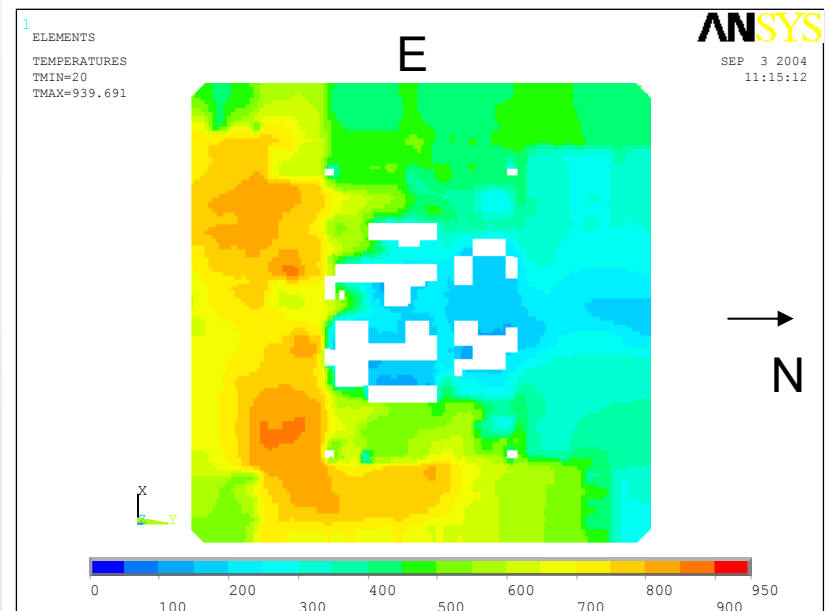 1
ELEMENTS
TEMPERATURES
TMIN=20
TMAX=939.691
E
ANSYS
SEP 3 2004
11:15:12
N
X
Z Y
0 200 400 600 800 950
100 300 500 700 900